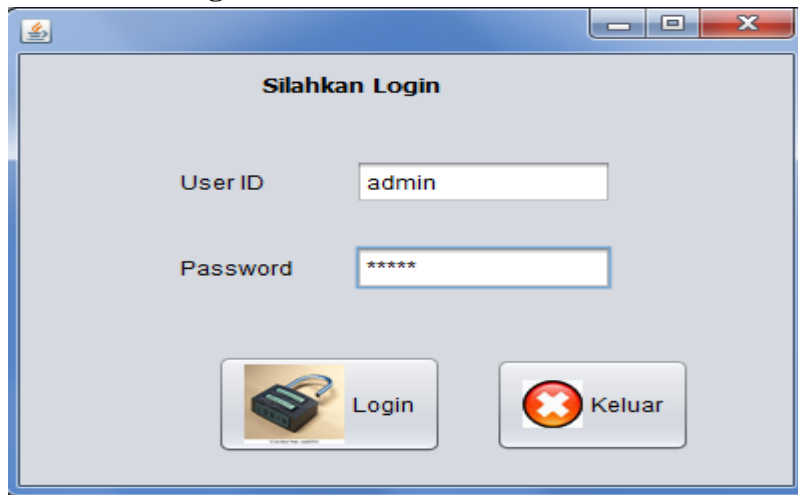 Silahkan Login
User ID
admin
Password
*****
Login
Keluar